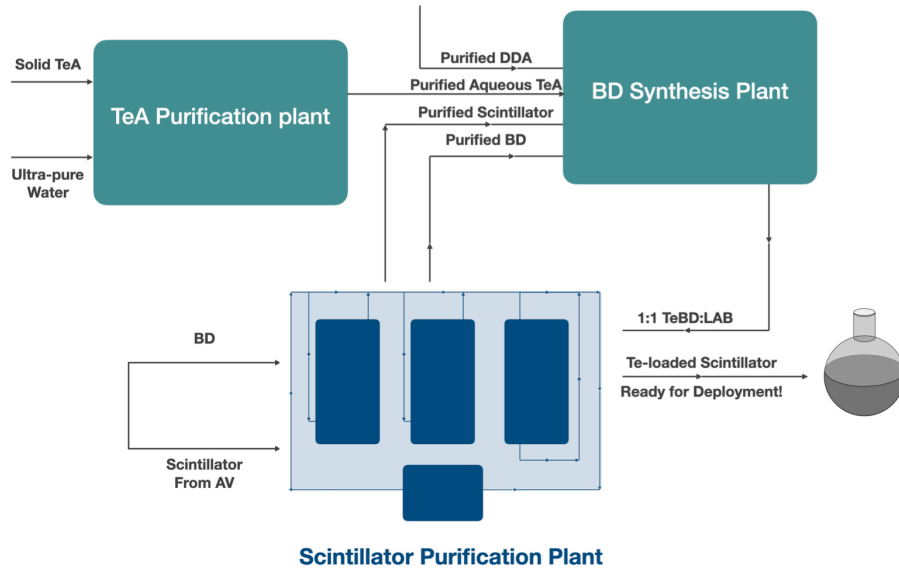 Solid TeA
TeA Purification plant
Ultra-pure
Water
Purified DDA
Purified Aqueous TeA
Purified Scintillator
Purified BD
BD Synthesis Plant
BD
Scintillator
From AV
1:1 TeBD:LAB
Te-loaded Scintillator
Ready for Deployment!
Scintillator Purification Plant